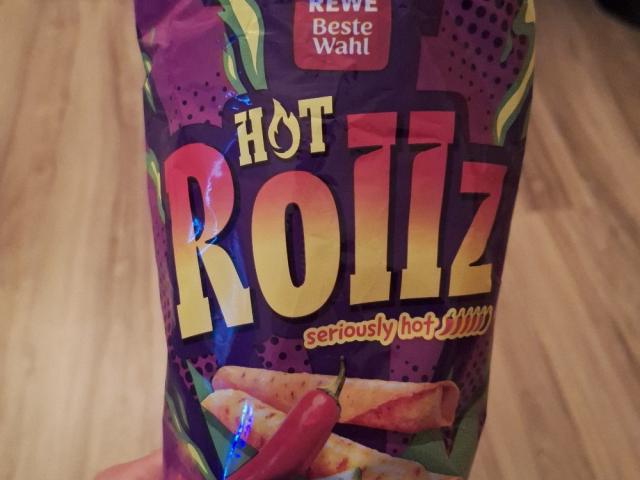 REWE
Beste
Wahl
HOT
Rollz
seriously hot